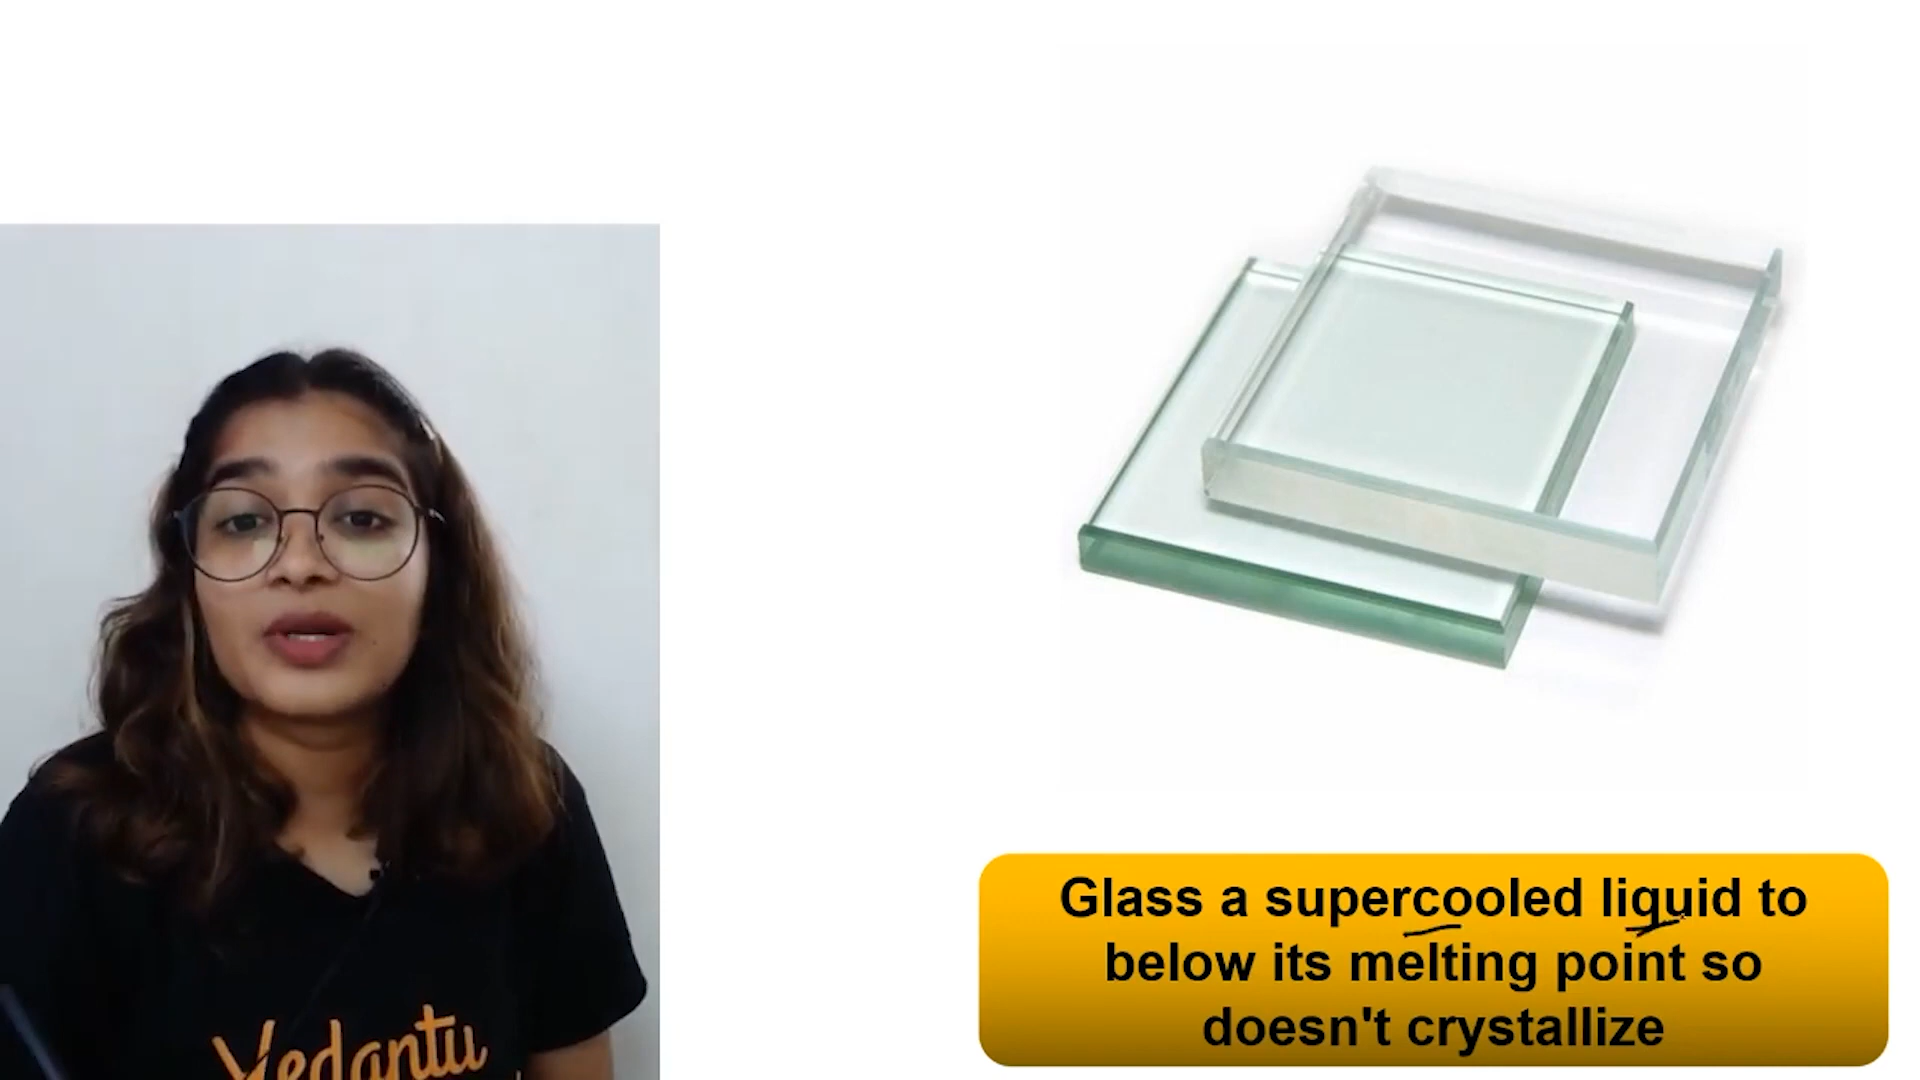 Glass a supercooled liquid to
below its melting point so
doesn't crystallize
Vedantu